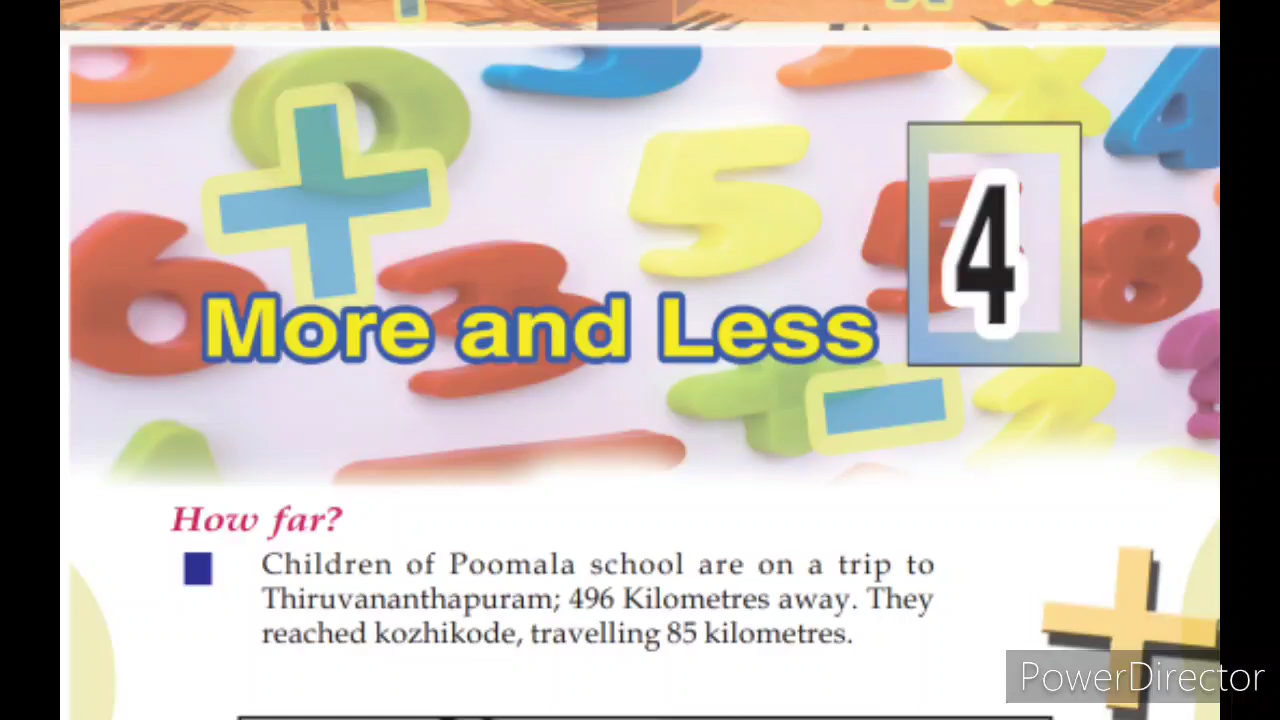 4
More and Less
How far?
Children of Poomala school are on a trip to
Thiruvananthapuram; 496 Kilometres away. They
reached kozhikode, travelling 85 kilometres.
PowerDirector